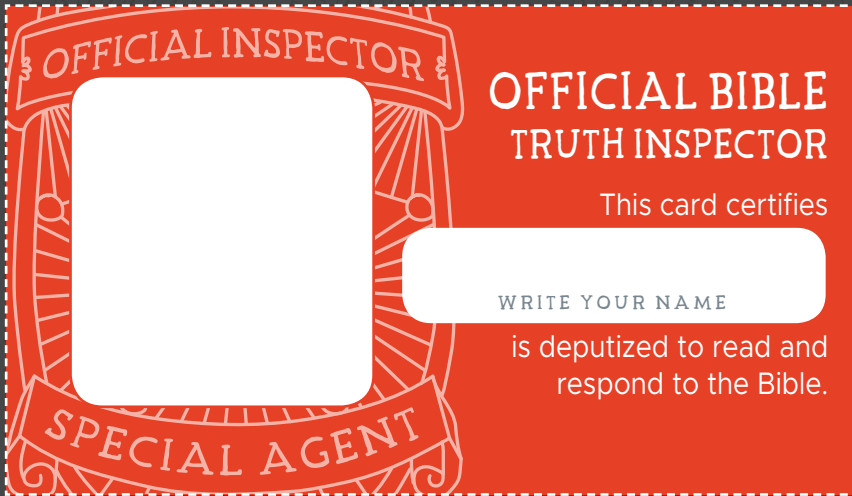 OFFICIAL INSPECTOR
SPECIAL AGENT
OFFICIAL BIBLE
TRUTH INSPECTOR
This card certifies
WRITE YOUR NAME
is deputized to read and
respond to the Bible.